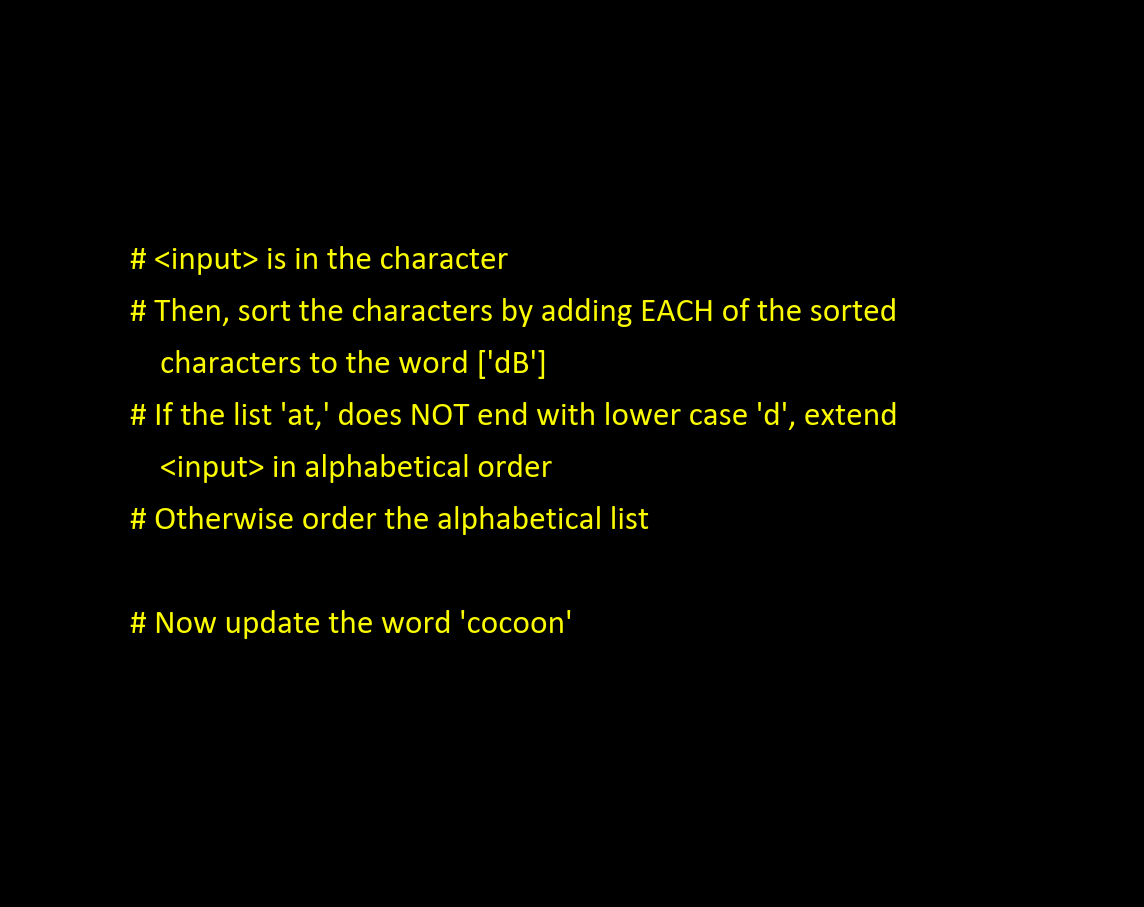 # <input> is in the character
# Then, sort the characters by adding EACH of the sorted
characters to the word ['dB']
# If the list 'at,' does NOT end with lower case 'd', extend
<input> in alphabetical order
# Otherwise order the alphabetical list
# Now update the word 'cocoon'